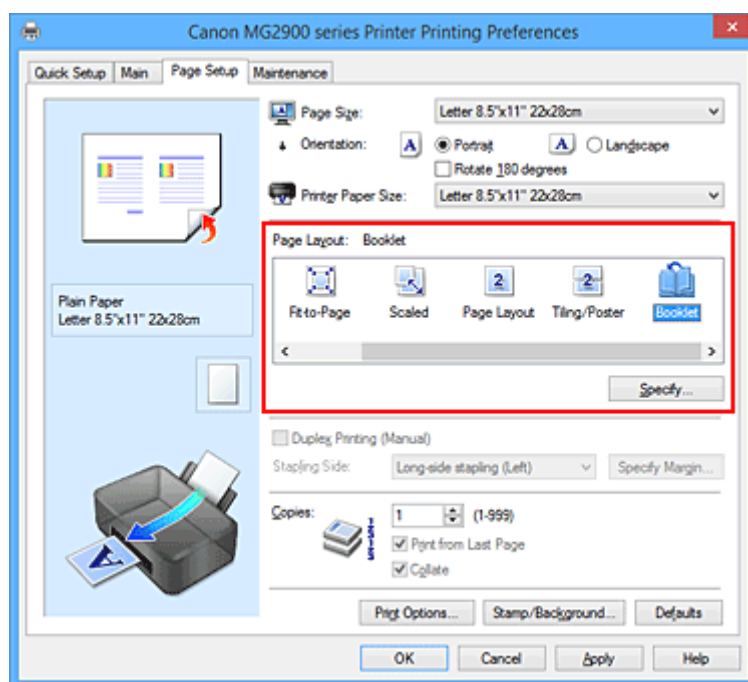 Canon MG2900 series Printer Printing Preferences
Quick Setup Main Page Setup Maintenance
Page Size: Letter 8.5"x11" 22x28cm
Orientation: A Portrait A Landscape
Rotate 180 degrees
Printer Paper Size: Letter 8.5"x11" 22x28cm
Page Layout: Booklet
Fit-to-Page Scaled Page Layout Tiling/Poster Booklet
Specify...
Plain Paper
Letter 8.5"x11" 22x28cm
Duplex Printing (Manual)
Stapling Side: Long-side stapling (Left) Specify Margin...
Copies: 1 (1-999)
Print from Last Page
Collate
Print Options... Stamp/Background... Defaults
OK Cancel Apply Help